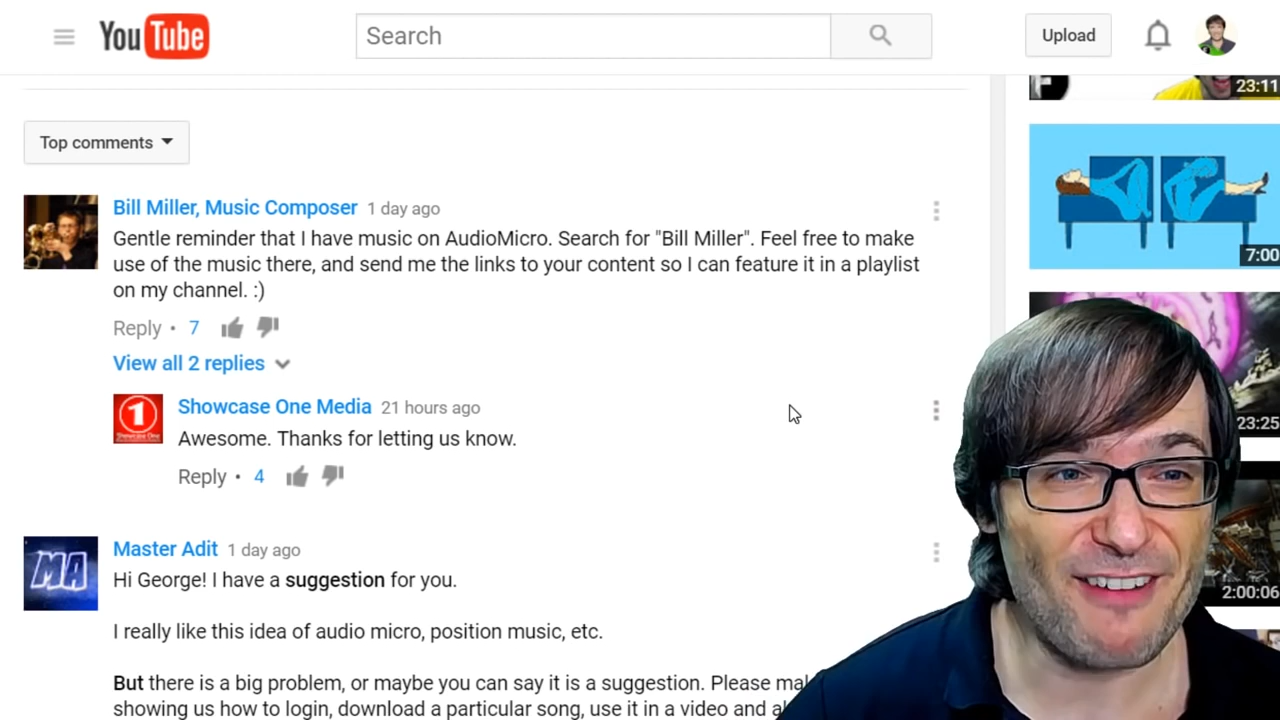 YouTube
Search
Upload
23:11
Top comments
Bill Miller, Music Composer 1 day ago
Gentle reminder that I have music on AudioMicro. Search for "Bill Miller". Feel free to make
use of the music there, and send me the links to your content so I can feature it in a playlist
on my channel. :)
7:00
Reply • 7
View all 2 replies
1
Showcase One Media 21 hours ago
Awesome. Thanks for letting us know.
23:25
Reply • 4
MA
Master Adit 1 day ago
Hi George! I have a suggestion for you.
2:00:06
I really like this idea of audio micro, position music, etc.
But there is a big problem, or maybe you can say it is a suggestion. Please
showing us how to login, download a particular song, use it in a video and